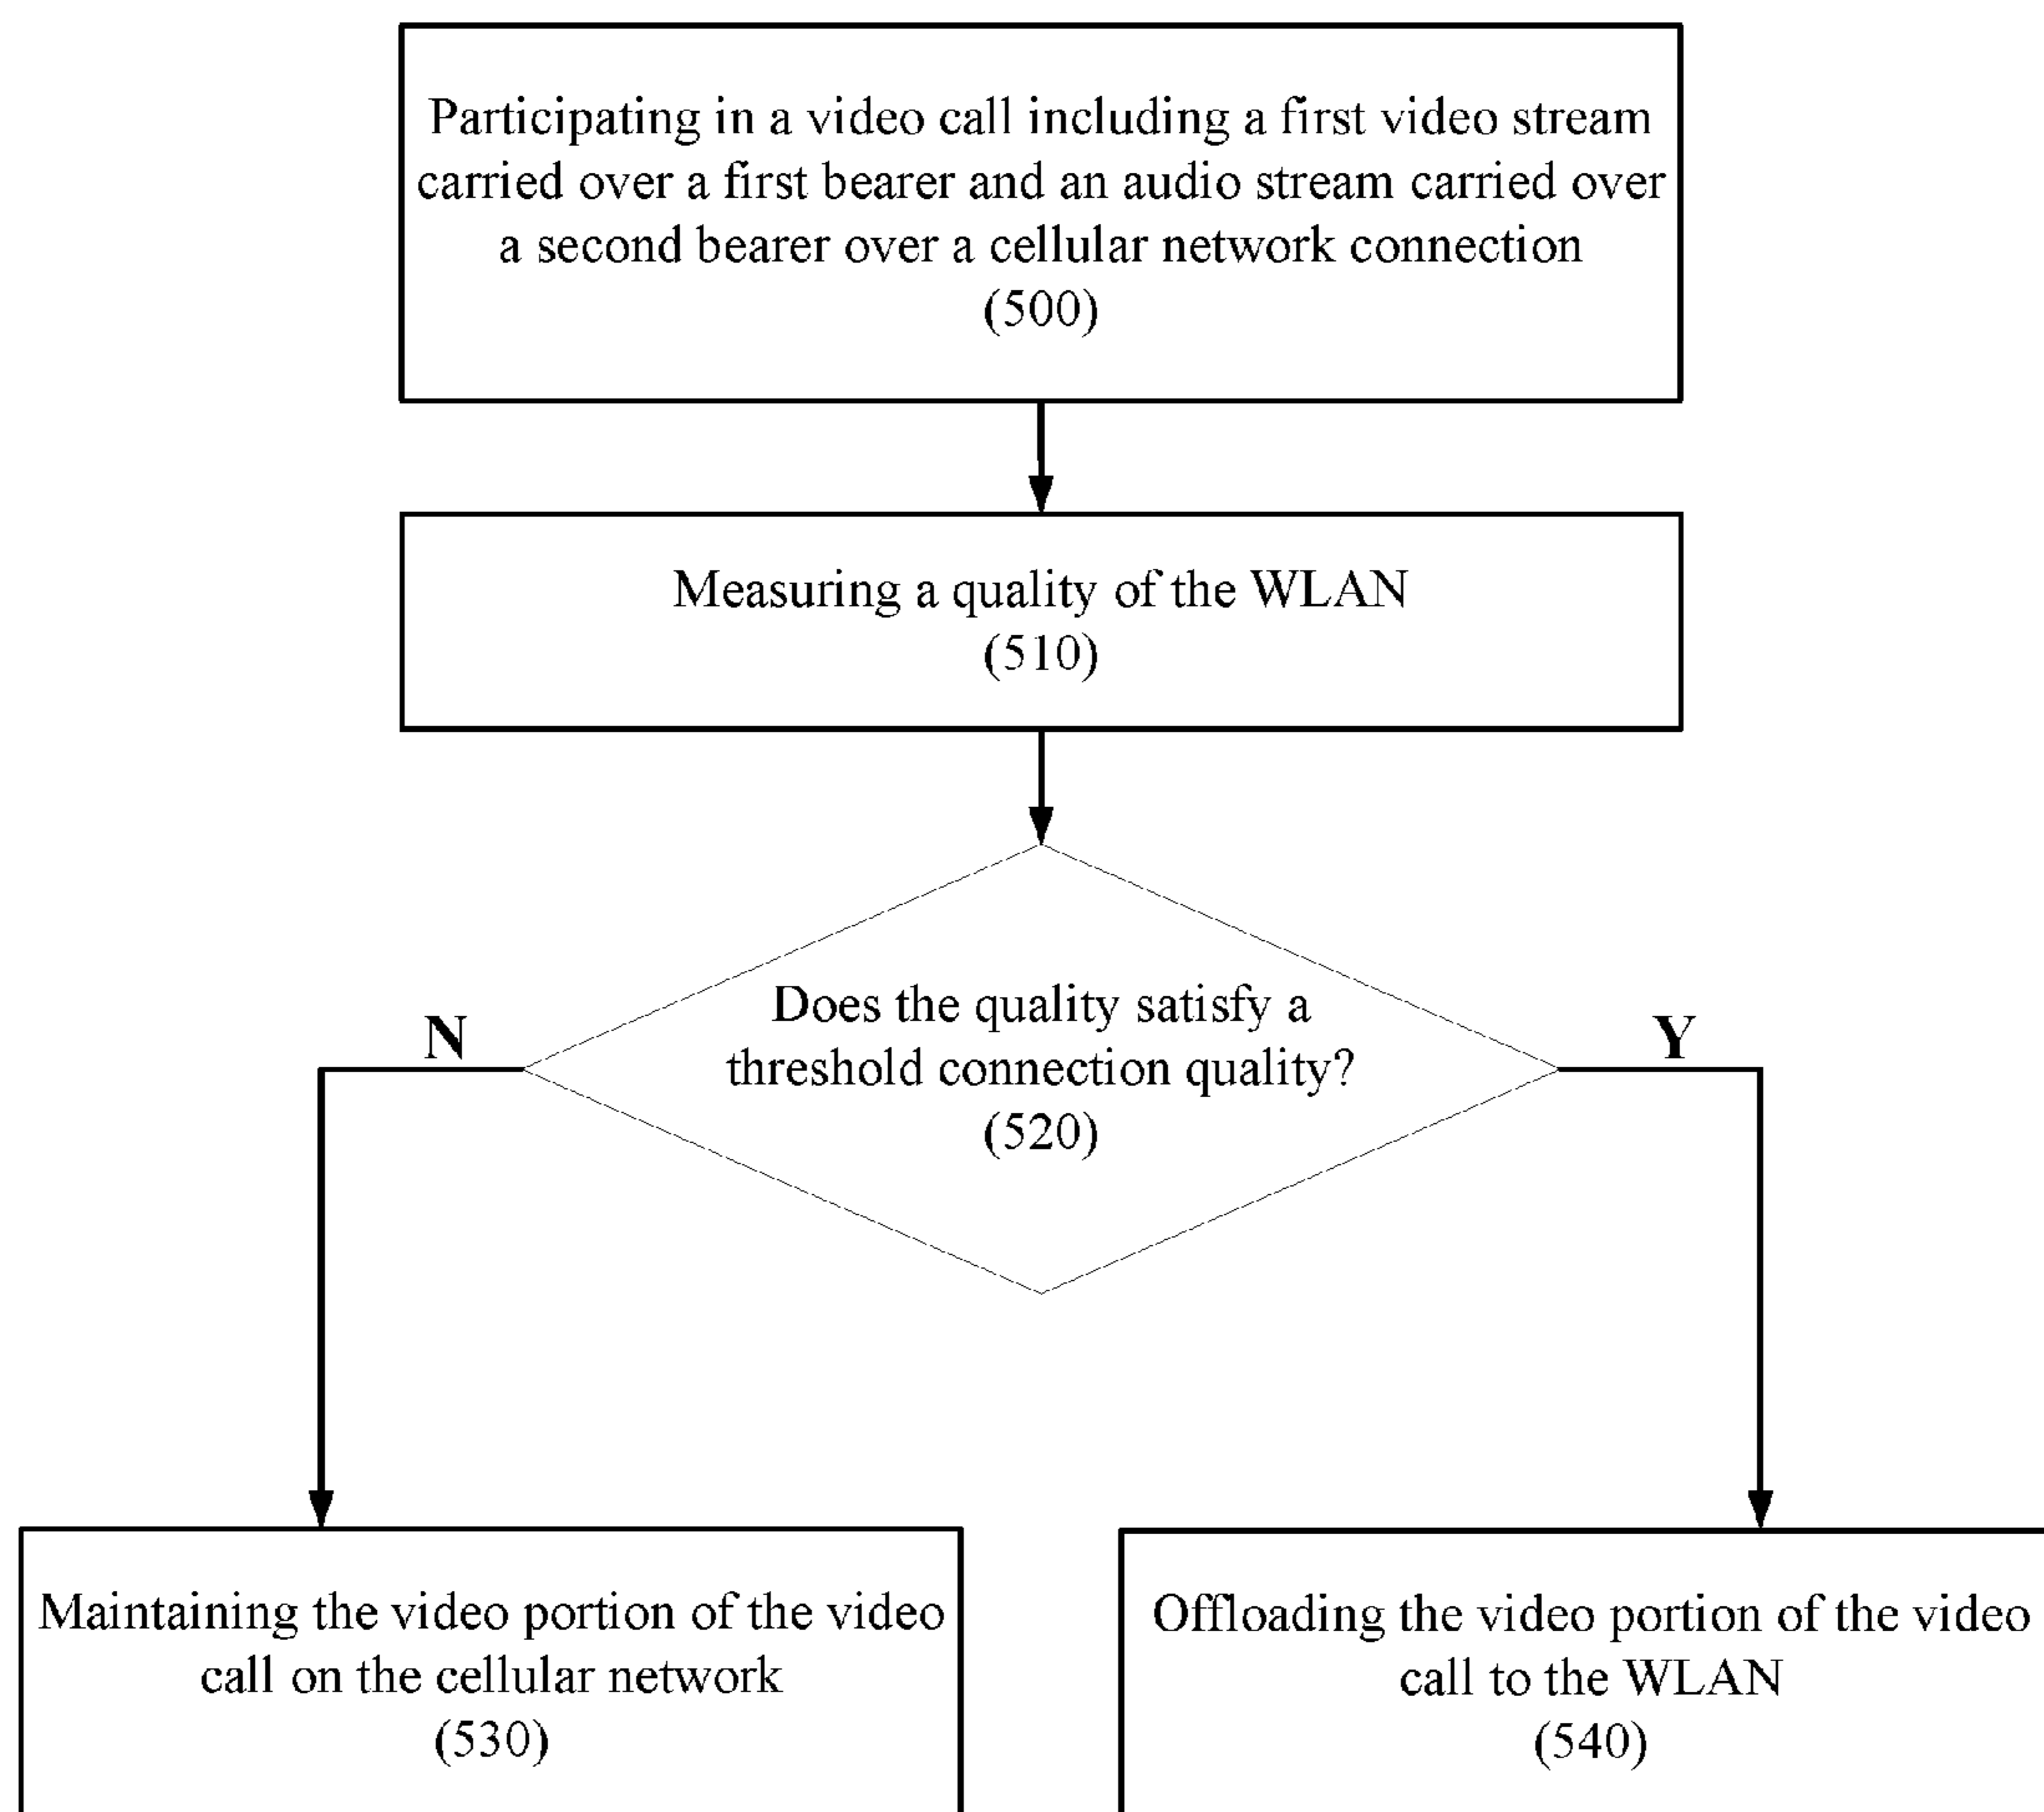 Participating in a video call including a first video stream
carried over a first bearer and an audio stream carried over
a second bearer over a cellular network connection
(500)
Measuring a quality of the WLAN
(510)
Does the quality satisfy a
threshold connection quality?
(520)
N
Y
Maintaining the video portion of the video
call on the cellular network
(530)
Offloading the video portion of the video
call to the WLAN
(540)